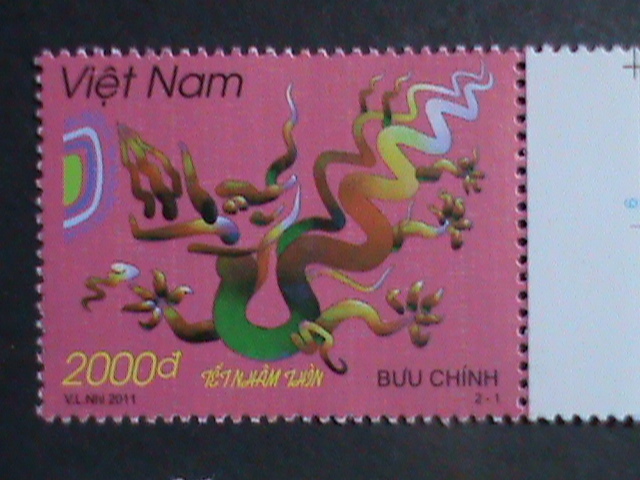 Việt Nam
2000đ
TẾT NHÂM THÌN
BƯU CHÍNH
V.L.Nhi 2011
2 - 1